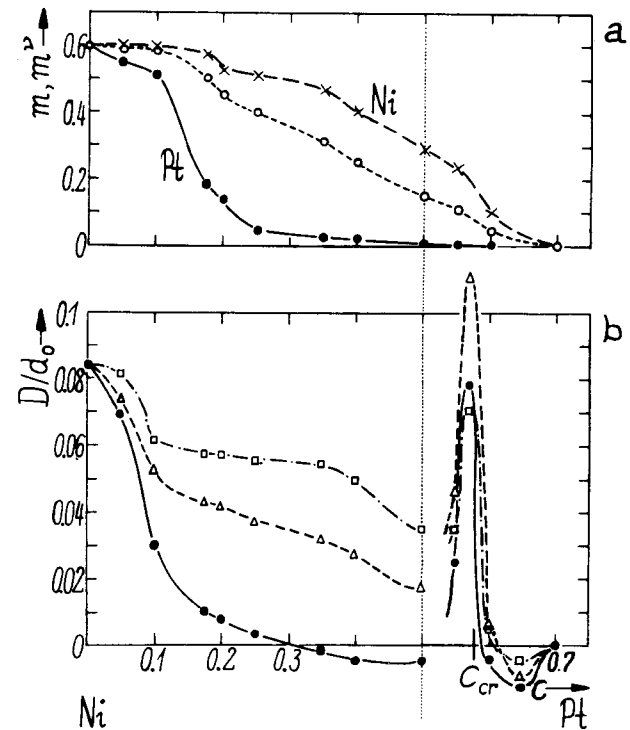 a
m, mᵛ →
0.6
0.4
0.2
0
Ni
Pt
b
D/d₀ →
0.1
0.08
0.06
0.04
0.02
0
0.1 0.2 0.3
C_cr
C →
0.7
Ni
Pt